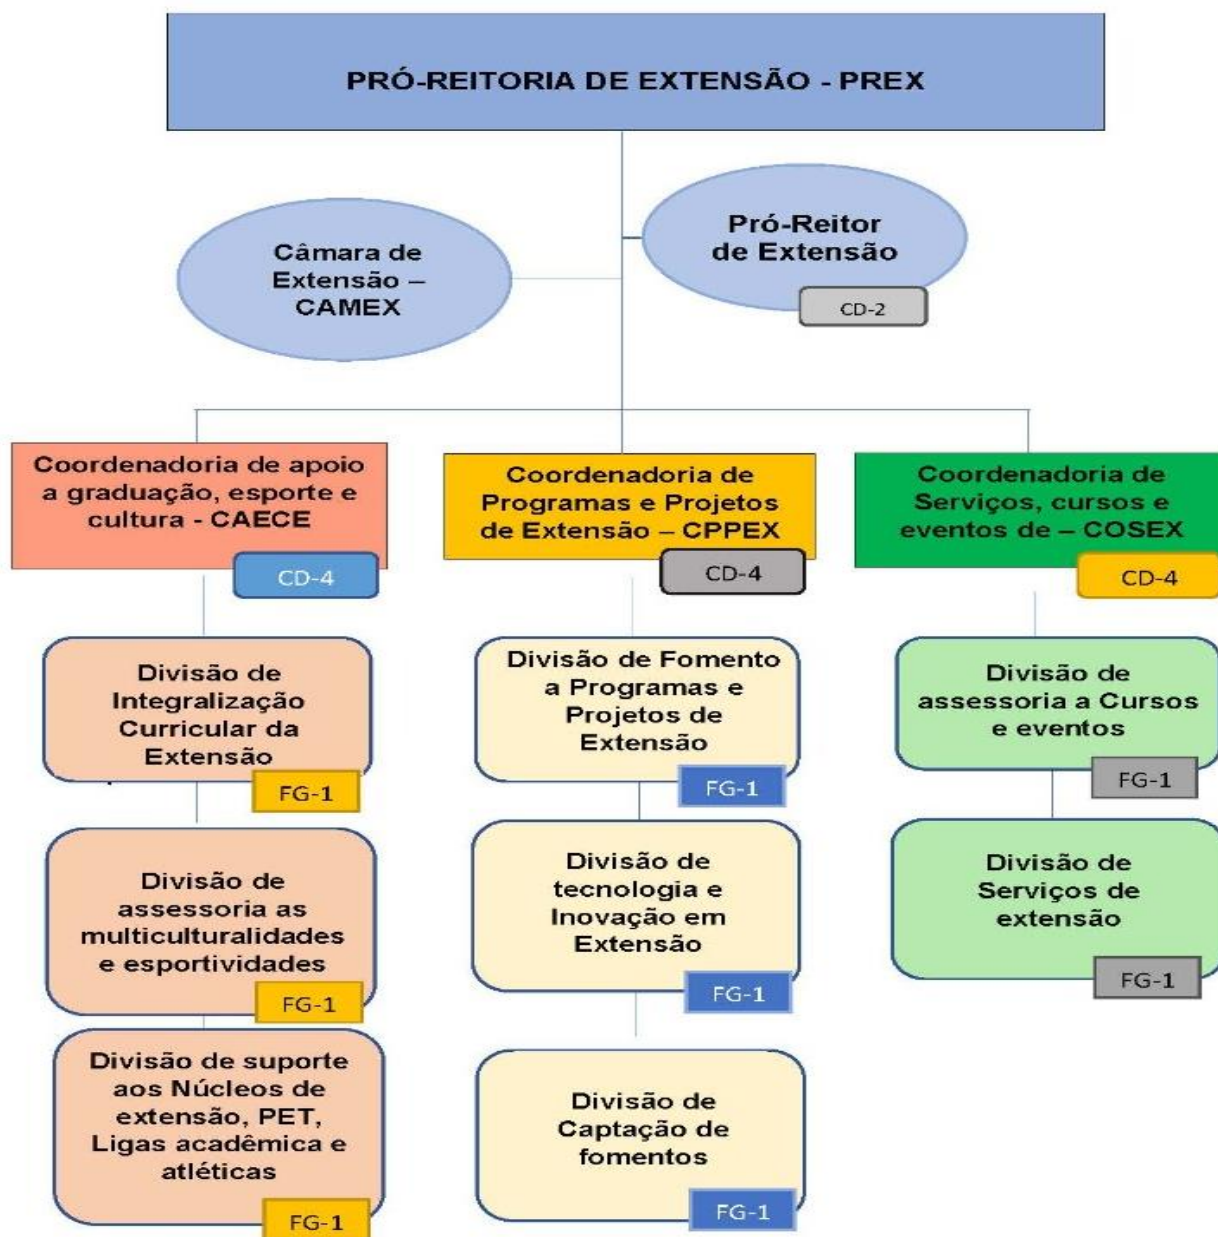 PRÓ-REITORIA DE EXTENSÃO - PREX
Câmara de
Extensão –
CAMEX
Pró-Reitor
de Extensão
CD-2
Coordenadoria de apoio
a graduação, esporte e
cultura - CAECE
CD-4
Divisão de
Integralização
Curricular da
Extensão
FG-1
Divisão de
assessoria as
multiculturalidades
e esportividades
FG-1
Divisão de suporte
aos Núcleos de
extensão, PET,
Ligas acadêmica e
atléticas
FG-1
Coordenadoria de
Programas e Projetos
de Extensão – CPPEX
CD-4
Divisão de Fomento
a Programas e
Projetos de
Extensão
FG-1
Divisão de
tecnologia e
Inovação em
Extensão
FG-1
Divisão de
Captação de
fomentos
FG-1
Coordenadoria de
Serviços, cursos e
eventos de – COSEX
CD-4
Divisão de
assessoria a Cursos
e eventos
FG-1
Divisão de
Serviços de
extensão
FG-1